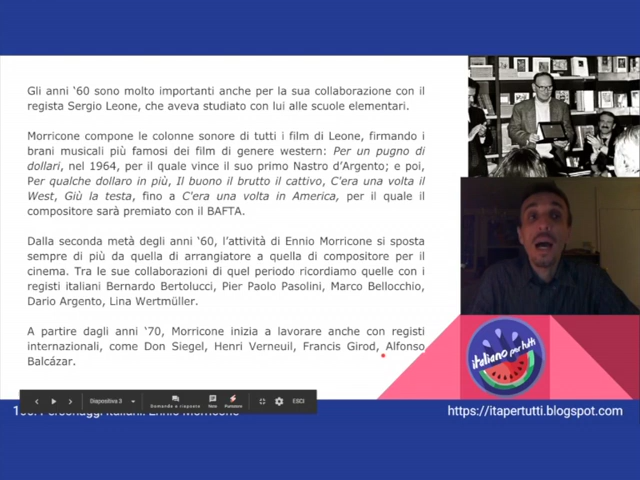 Gli anni ‘60 sono molto importanti anche per la sua collaborazione con il
regista Sergio Leone, che aveva studiato con lui alle scuole elementari.
Morricone compone le colonne sonore di tutti i film di Leone, firmando i
brani musicali più famosi dei film di genere western: Per un pugno di
dollari, nel 1964, per il quale vince il suo primo Nastro d’Argento; e poi,
Per qualche dollaro in più, Il buono il brutto il cattivo, C'era una volta il
West, Giù la testa, fino a C'era una volta in America, per il quale il
compositore sarà premiato con il BAFTA.
Dalla seconda metà degli anni ‘60, l’attività di Ennio Morricone si sposta
sempre di più da quella di arrangiatore a quella di compositore per il
cinema. Tra le sue collaborazioni di quel periodo ricordiamo quelle con i
registi italiani Bernardo Bertolucci, Pier Paolo Pasolini, Marco Bellocchio,
Dario Argento, Lina Wertmüller.
A partire dagli anni ’70, Morricone inizia a lavorare anche con registi
internazionali, come Don Siegel, Henri Verneuil, Francis Girod, Alfonso
Balcázar.
italiano per tutti
Diapositiva 3
Domande e risposte
Note
Puntatore
ESCI
https://itapertutti.blogspot.com